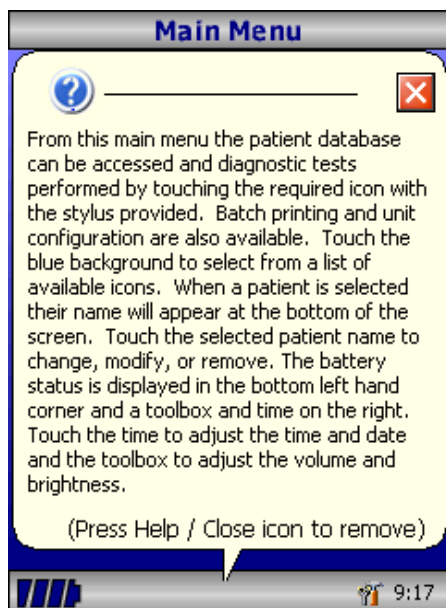 Main Menu
From this main menu the patient database
can be accessed and diagnostic tests
performed by touching the required icon with
the stylus provided.  Batch printing and unit
configuration are also available.  Touch the
blue background to select from a list of
available icons.  When a patient is selected
their name will appear at the bottom of the
screen.  Touch the selected patient name to
change, modify, or remove. The battery
status is displayed in the bottom left hand
corner and a toolbox and time on the right.
Touch the time to adjust the time and date
and the toolbox to adjust the volume and
brightness.
(Press Help / Close icon to remove)
9:17